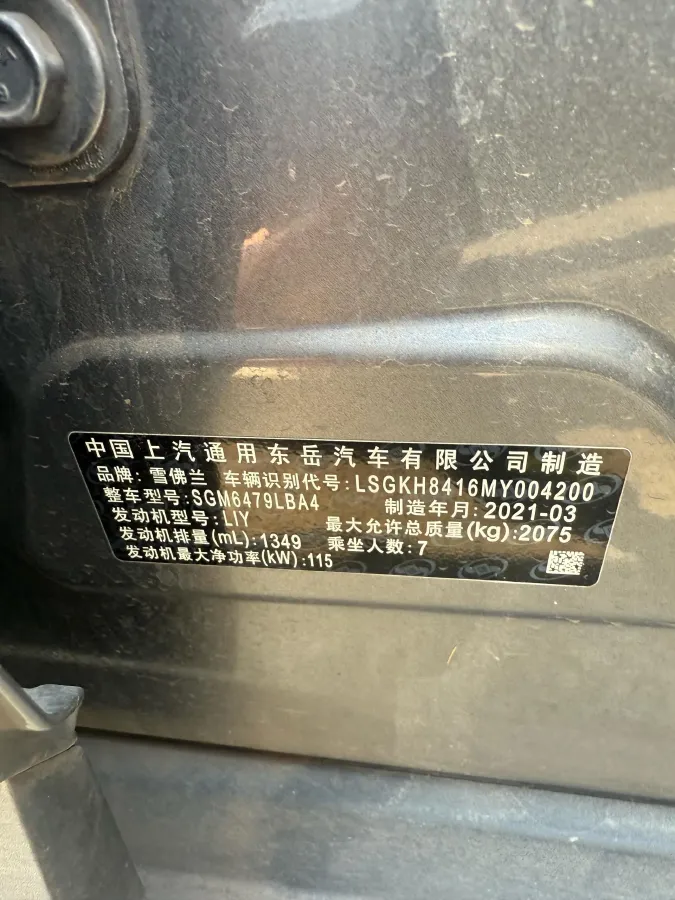 中国上汽通用东岳汽车有限公司制造
品牌: 雪佛兰 车辆识别代号: LSGKH8416MY004200
整车型号: SGM6479LBA4 制造年月: 2021-03
发动机型号: LIY 最大允许总质量(kg): 2075
发动机排量(mL): 1349 乘坐人数: 7
发动机最大净功率(kW): 115